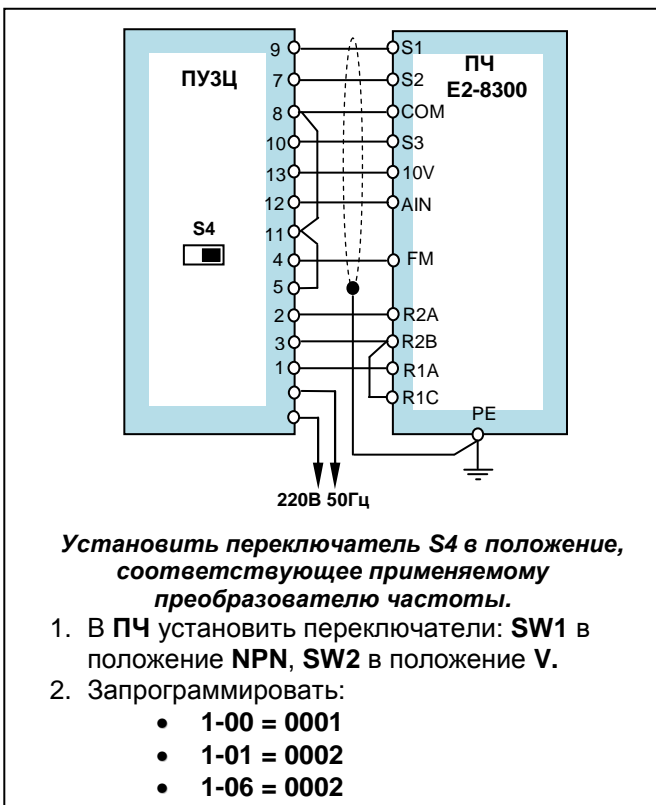 9 S1
ПУ3Ц ПЧ
E2-8300
7 S2
8 COM
10 S3
13 10V
12 AIN
S4
11
4 FM
5
2 R2A
3 R2B
1 R1A
R1C
PE
220В 50Гц
Установить переключатель S4 в положение,
соответствующее применяемому
преобразователю частоты.
1. В ПЧ установить переключатели: SW1 в
положение NPN, SW2 в положение V.
2. Запрограммировать:
• 1-00 = 0001
• 1-01 = 0002
• 1-06 = 0002